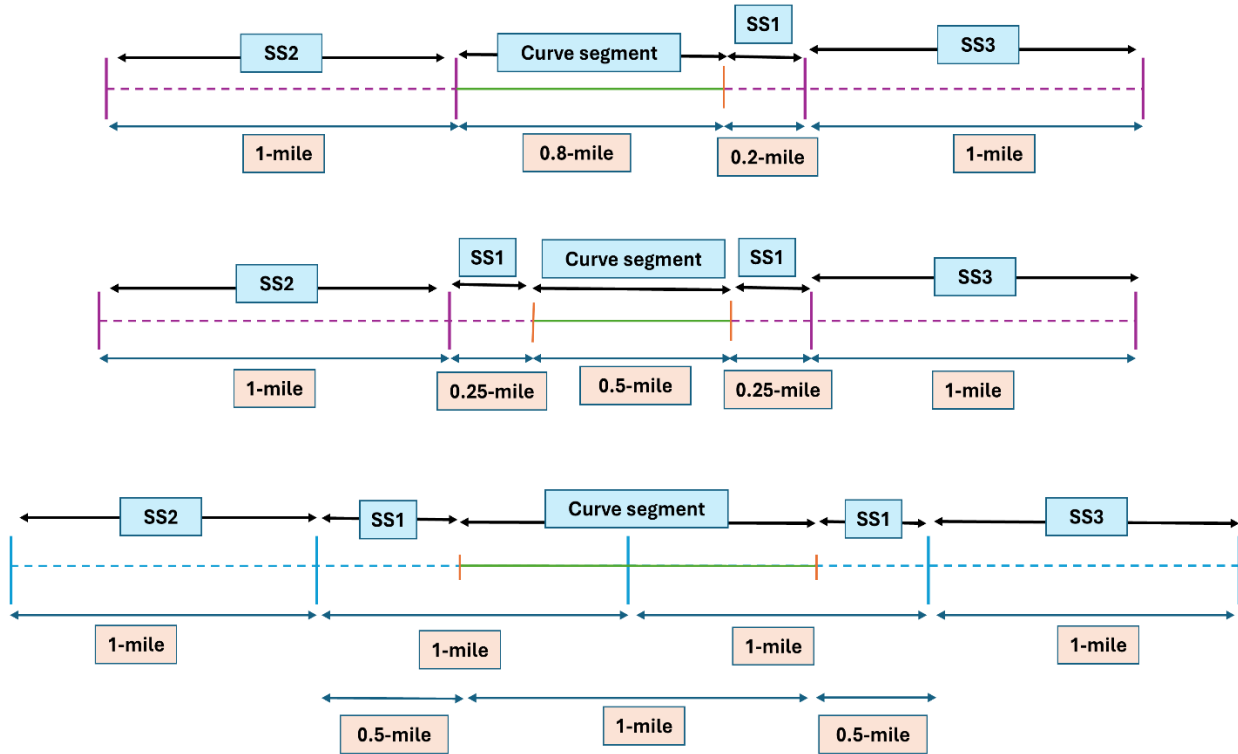 SS2
Curve segment
SS1
SS3
1-mile
0.8-mile
0.2-mile
1-mile
SS2
SS1
Curve segment
SS1
SS3
1-mile
0.25-mile
0.5-mile
0.25-mile
1-mile
SS2
SS1
Curve segment
SS1
SS3
1-mile
1-mile
1-mile
1-mile
0.5-mile
1-mile
0.5-mile